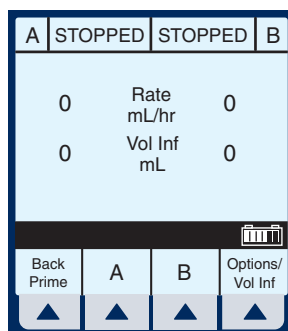 A STOPPED STOPPED B
0 Rate mL/hr 0
0 Vol Inf mL 0
Back Prime A B Options/ Vol Inf